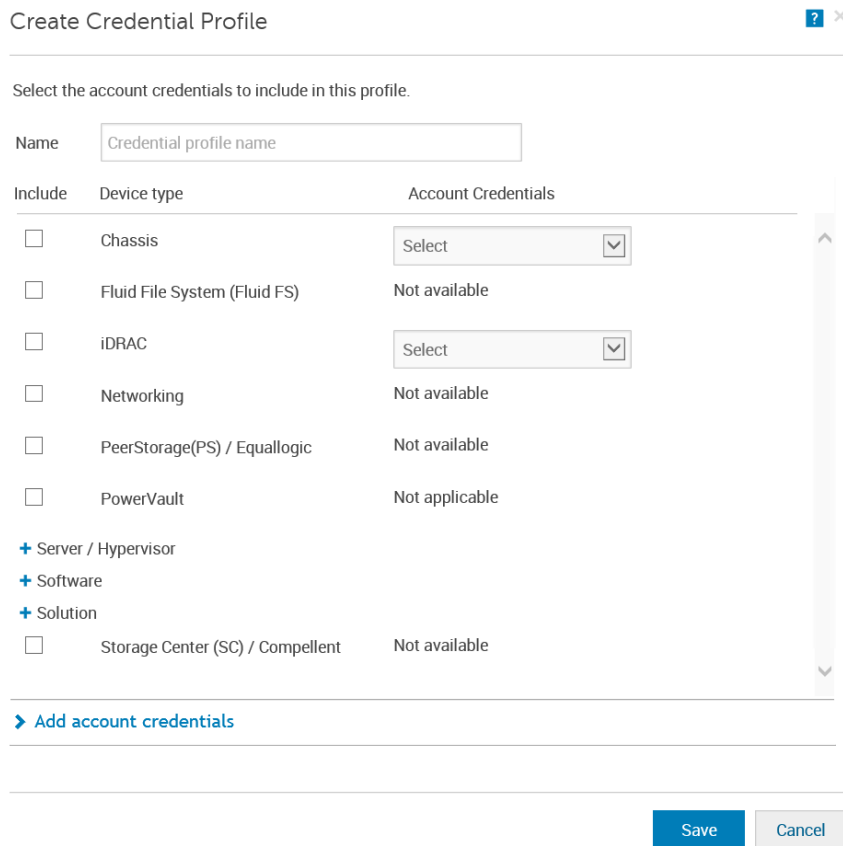 Create Credential Profile ? ×
Select the account credentials to include in this profile.
Name Credential profile name
Include Device type Account Credentials
Chassis Select
Fluid File System (Fluid FS) Not available
iDRAC Select
Networking Not available
PeerStorage(PS) / Equallogic Not available
PowerVault Not applicable
+ Server / Hypervisor
+ Software
+ Solution
Storage Center (SC) / Compellent Not available
Add account credentials
Save Cancel